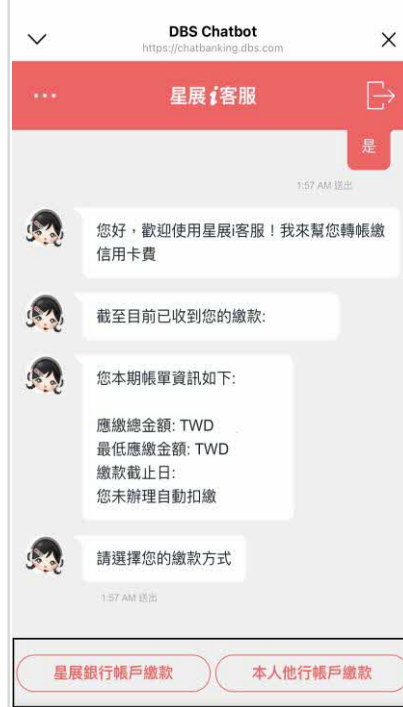 DBS Chatbot
https://chatbanking.dbs.com
星展i客服
是
1:57 AM 送出
您好，歡迎使用星展i客服！我來幫您轉帳繳
信用卡費
截至目前已收到您的繳款:
您本期帳單資訊如下:
應繳總金額: TWD
最低應繳金額: TWD
繳款截止日:
您未辦理自動扣繳
請選擇您的繳款方式
1:57 AM 送出
星展銀行帳戶繳款
本人他行帳戶繳款